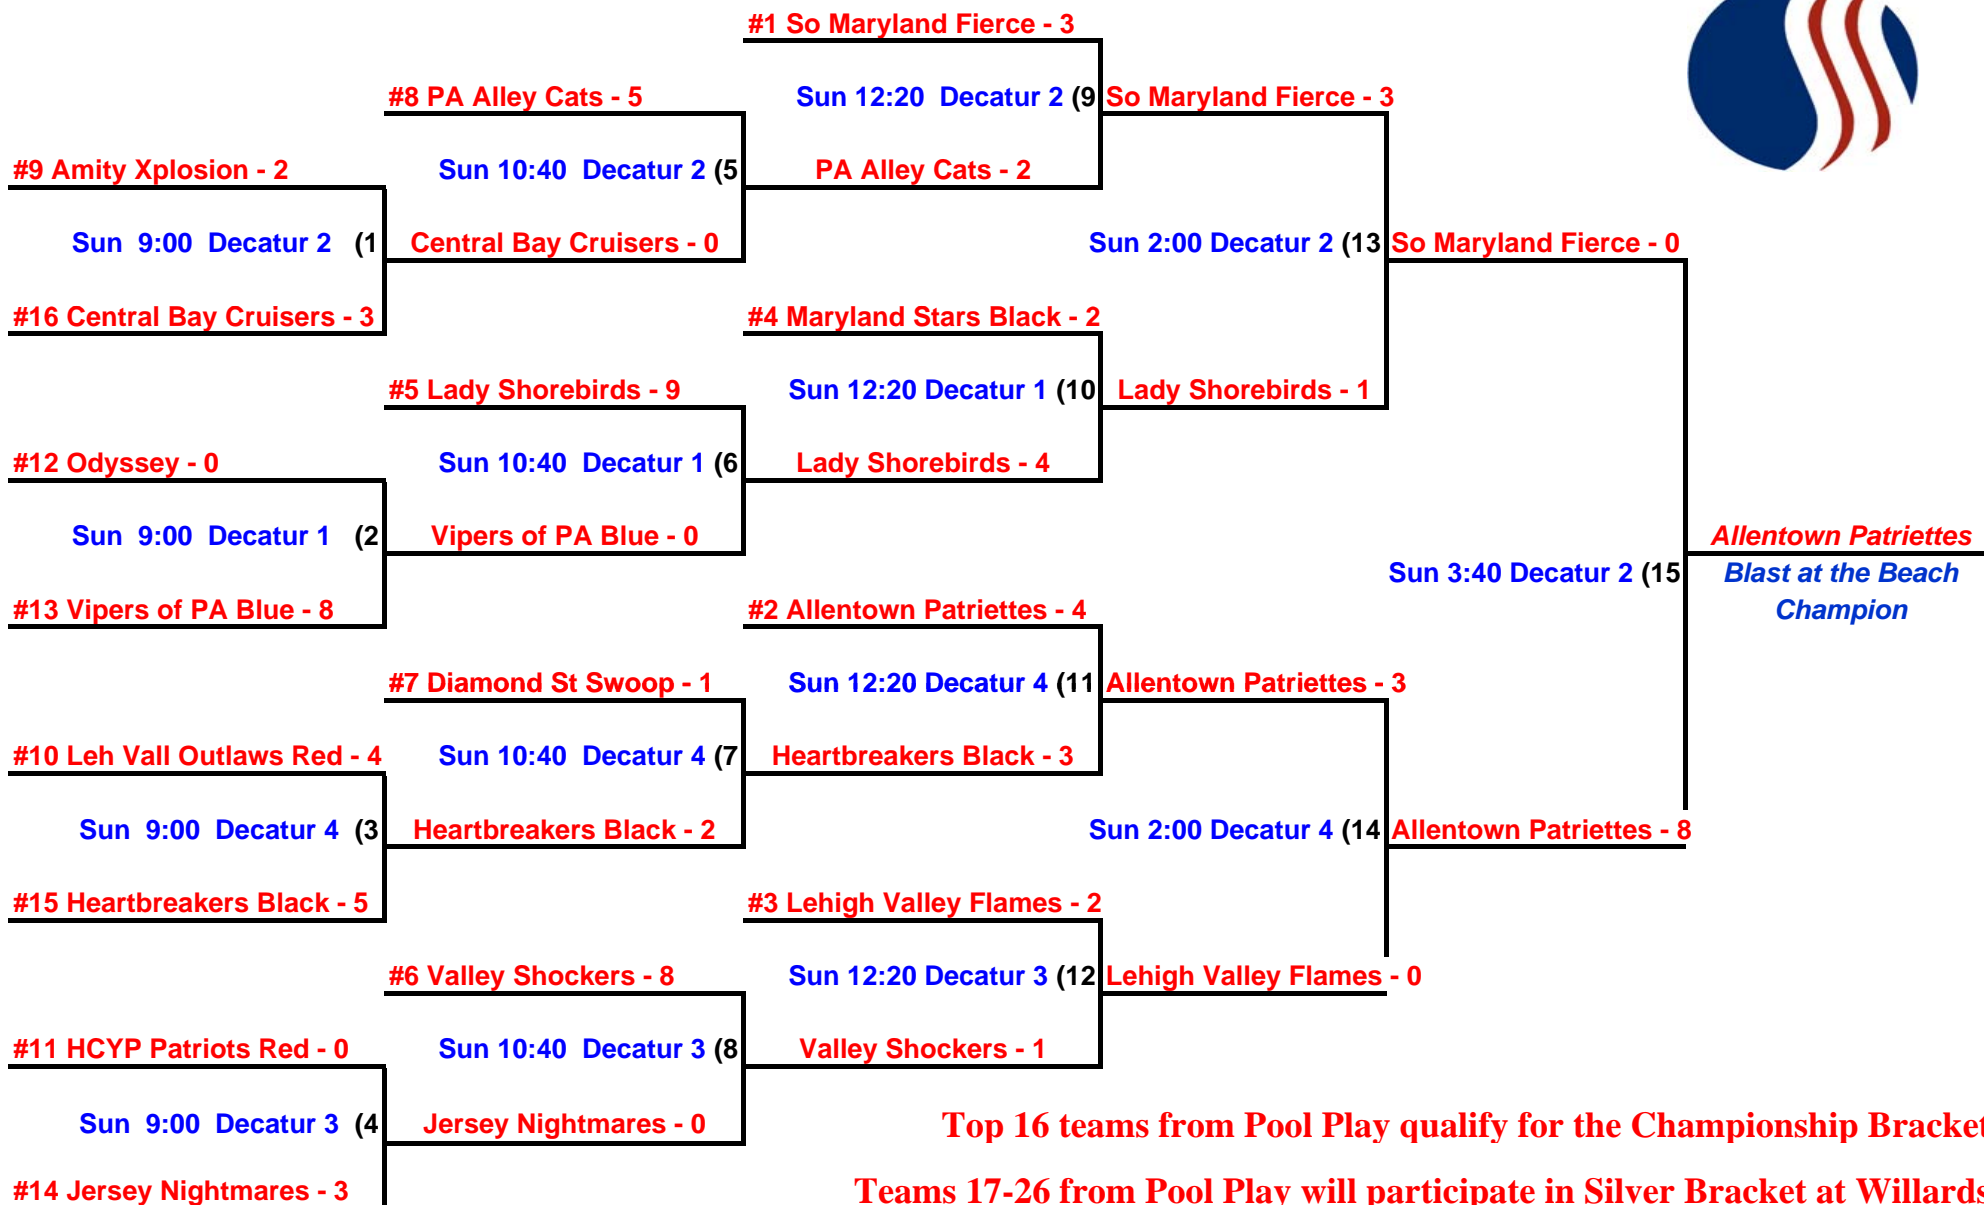 #1 So Maryland Fierce - 3
#8 PA Alley Cats - 5
Sun 12:20 Decatur 2 (9
So Maryland Fierce - 3
#9 Amity Xplosion - 2
Sun 10:40 Decatur 2 (5
PA Alley Cats - 2
Sun 9:00 Decatur 2 (1
Central Bay Cruisers - 0
Sun 2:00 Decatur 2 (13
So Maryland Fierce - 0
#16 Central Bay Cruisers - 3
#4 Maryland Stars Black - 2
#5 Lady Shorebirds - 9
Sun 12:20 Decatur 1 (10
Lady Shorebirds - 1
#12 Odyssey - 0
Sun 10:40 Decatur 1 (6
Lady Shorebirds - 4
Sun 9:00 Decatur 1 (2
Vipers of PA Blue - 0
Allentown Patriettes
Sun 3:40 Decatur 2 (15
Blast at the Beach
Champion
#13 Vipers of PA Blue - 8
#2 Allentown Patriettes - 4
#7 Diamond St Swoop - 1
Sun 12:20 Decatur 4 (11
Allentown Patriettes - 3
#10 Leh Vall Outlaws Red - 4
Sun 10:40 Decatur 4 (7
Heartbreakers Black - 3
Sun 9:00 Decatur 4 (3
Heartbreakers Black - 2
Sun 2:00 Decatur 4 (14
Allentown Patriettes - 8
#15 Heartbreakers Black - 5
#3 Lehigh Valley Flames - 2
#6 Valley Shockers - 8
Sun 12:20 Decatur 3 (12
Lehigh Valley Flames - 0
#11 HCYP Patriots Red - 0
Sun 10:40 Decatur 3 (8
Valley Shockers - 1
Sun 9:00 Decatur 3 (4
Jersey Nightmares - 0
Top 16 teams from Pool Play qualify for the Championship Bracket
#14 Jersey Nightmares - 3
Teams 17-26 from Pool Play will participate in Silver Bracket at Willards